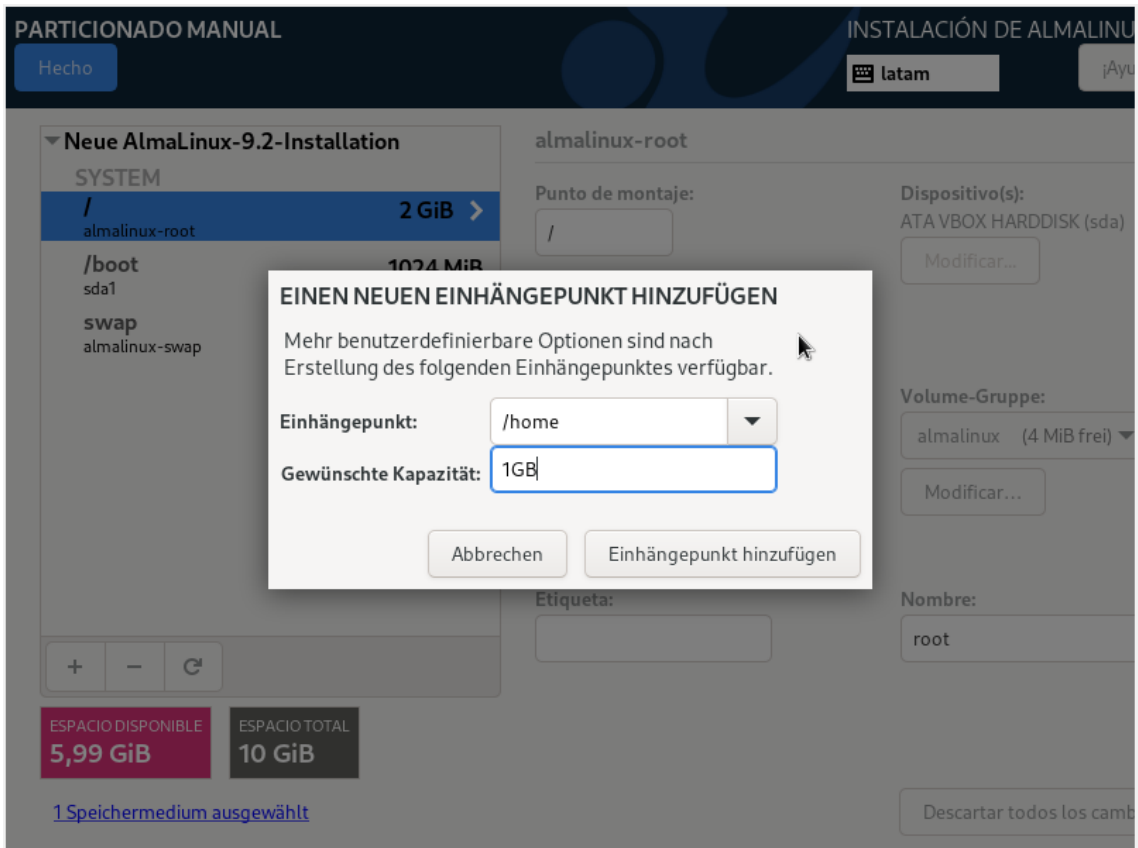 PARTICIONADO MANUAL
INSTALACIÓN DE ALMALINU
Hecho
latam
¡Ayu
Neue AlmaLinux-9.2-Installation
SYSTEM
/
2 GiB
almalinux-root
/boot
1024 MiB
sda1
swap
almalinux-swap
almalinux-root
Punto de montaje:
/
Dispositivo(s):
ATA VBOX HARDDISK (sda)
Modificar...
EINEN NEUEN EINHÄNGEPUNKT HINZUFÜGEN
Mehr benutzerdefinierbare Optionen sind nach
Erstellung des folgenden Einhängepunktes verfügbar.
Einhängepunkt:
/home
Gewünschte Kapazität:
1GB
Abbrechen
Einhängepunkt hinzufügen
Volume-Gruppe:
almalinux (4 MiB frei)
Modificar...
Etiqueta:
Nombre:
root
ESPACIO DISPONIBLE
5,99 GiB
ESPACIO TOTAL
10 GiB
1 Speichermedium ausgewählt
Descartar todos los camb